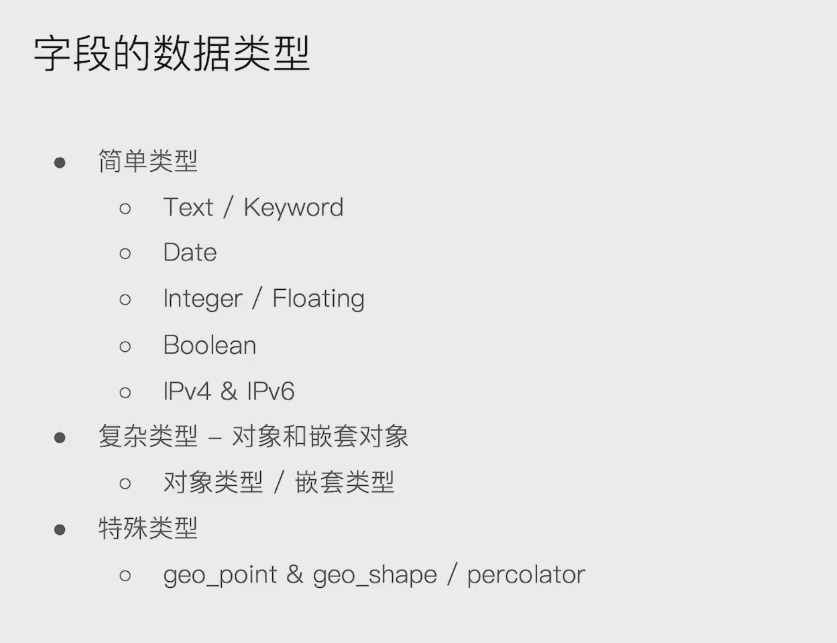 字段的数据类型
● 简单类型
○ Text / Keyword
○ Date
○ Integer / Floating
○ Boolean
○ IPv4 & IPv6
● 复杂类型 – 对象和嵌套对象
○ 对象类型 / 嵌套类型
● 特殊类型
○ geo_point & geo_shape / percolator